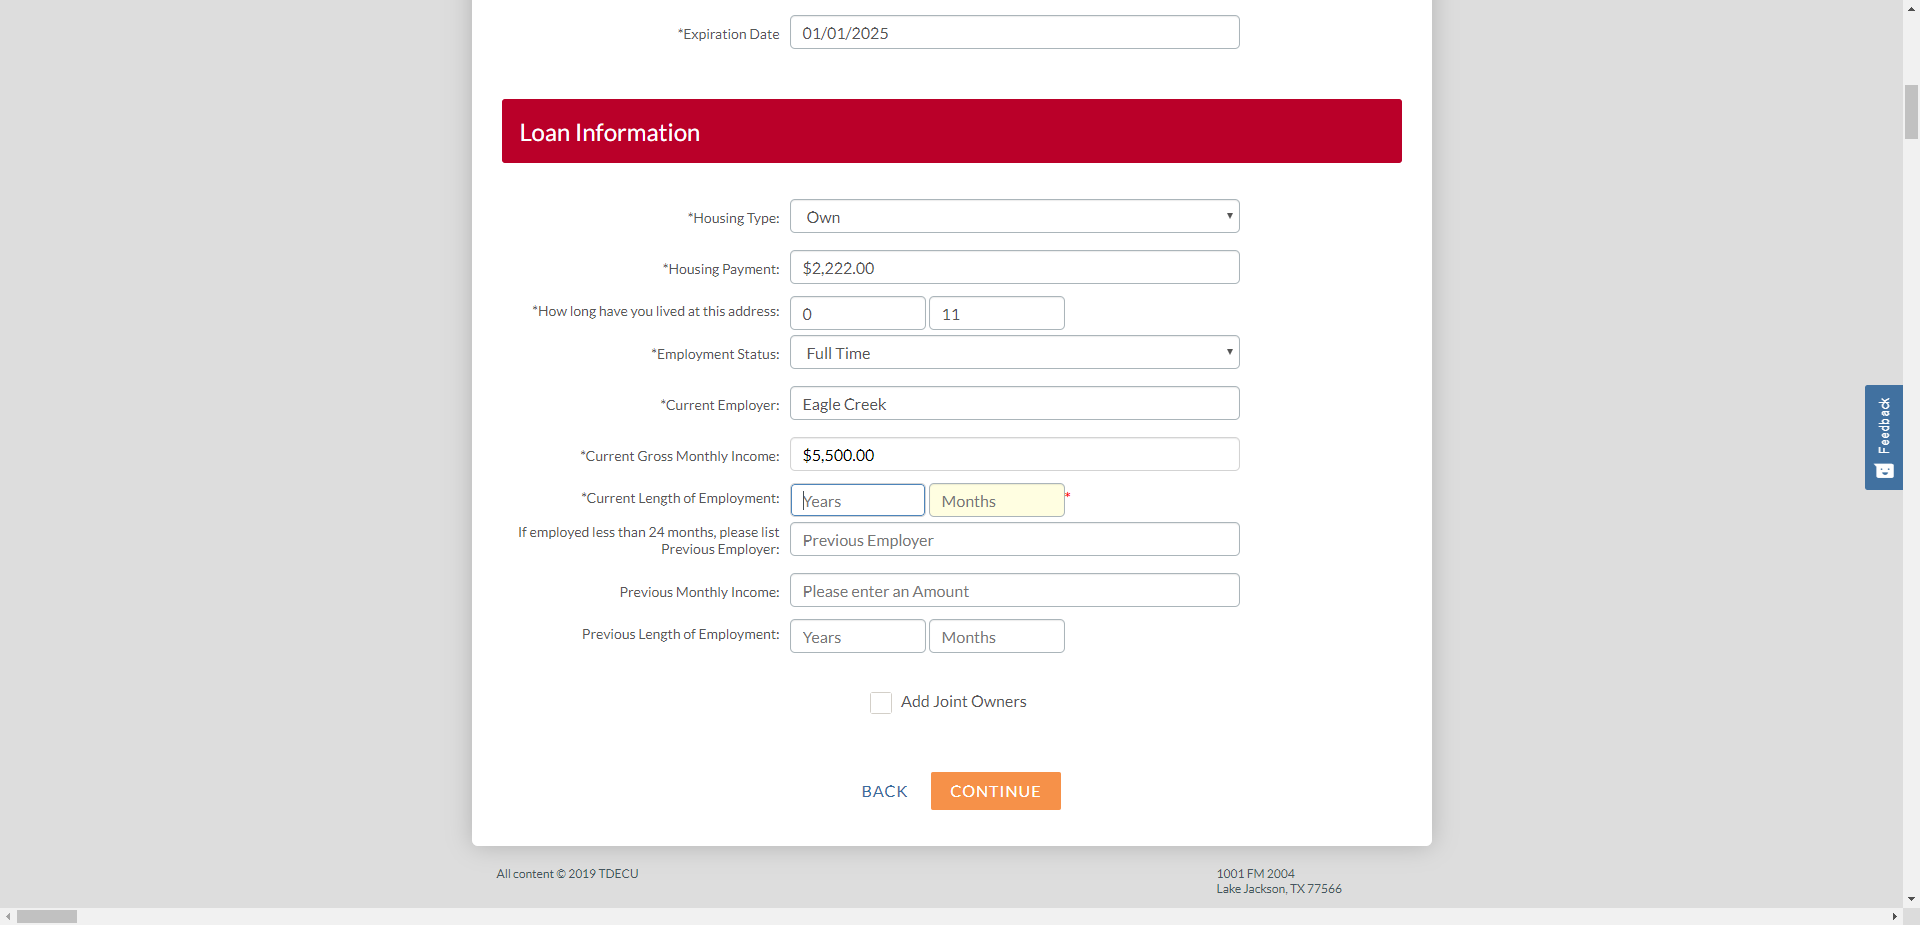 *Expiration Date 01/01/2025
Loan Information
*Housing Type: Own
*Housing Payment: $2,222.00
*How long have you lived at this address: 0 11
*Employment Status: Full Time
*Current Employer: Eagle Creek
*Current Gross Monthly Income: $5,500.00
*Current Length of Employment: Years Months *
If employed less than 24 months, please list
Previous Employer: Previous Employer
Previous Monthly Income: Please enter an Amount
Previous Length of Employment: Years Months
Add Joint Owners
BACK CONTINUE
Feedback
All content © 2019 TDECU
1001 FM 2004
Lake Jackson, TX 77566